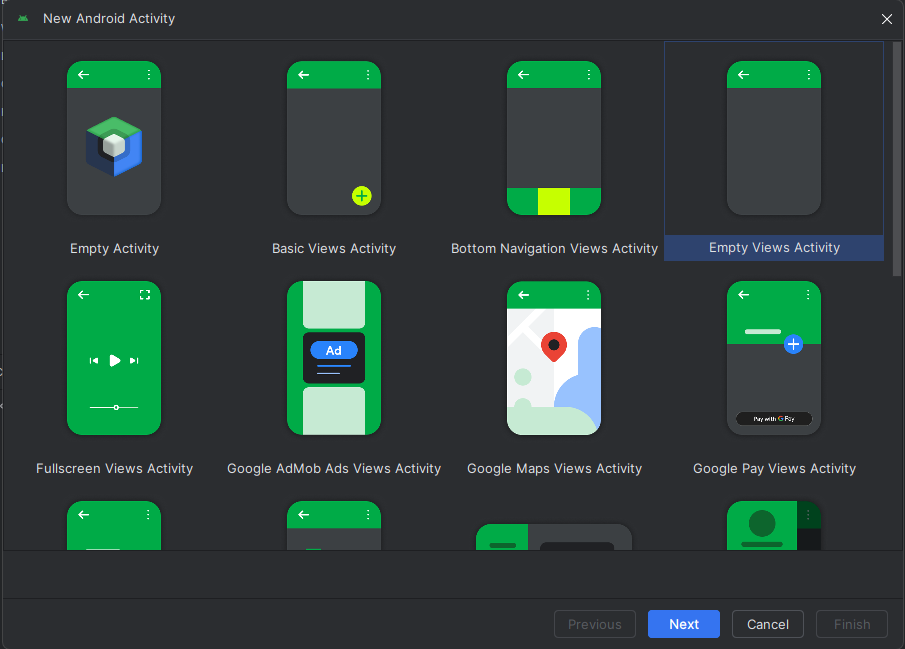 New Android Activity
Empty Activity
Basic Views Activity
Bottom Navigation Views Activity
Empty Views Activity
Ad
Pay with G Pay
Fullscreen Views Activity
Google AdMob Ads Views Activity
Google Maps Views Activity
Google Pay Views Activity
Previous
Next
Cancel
Finish